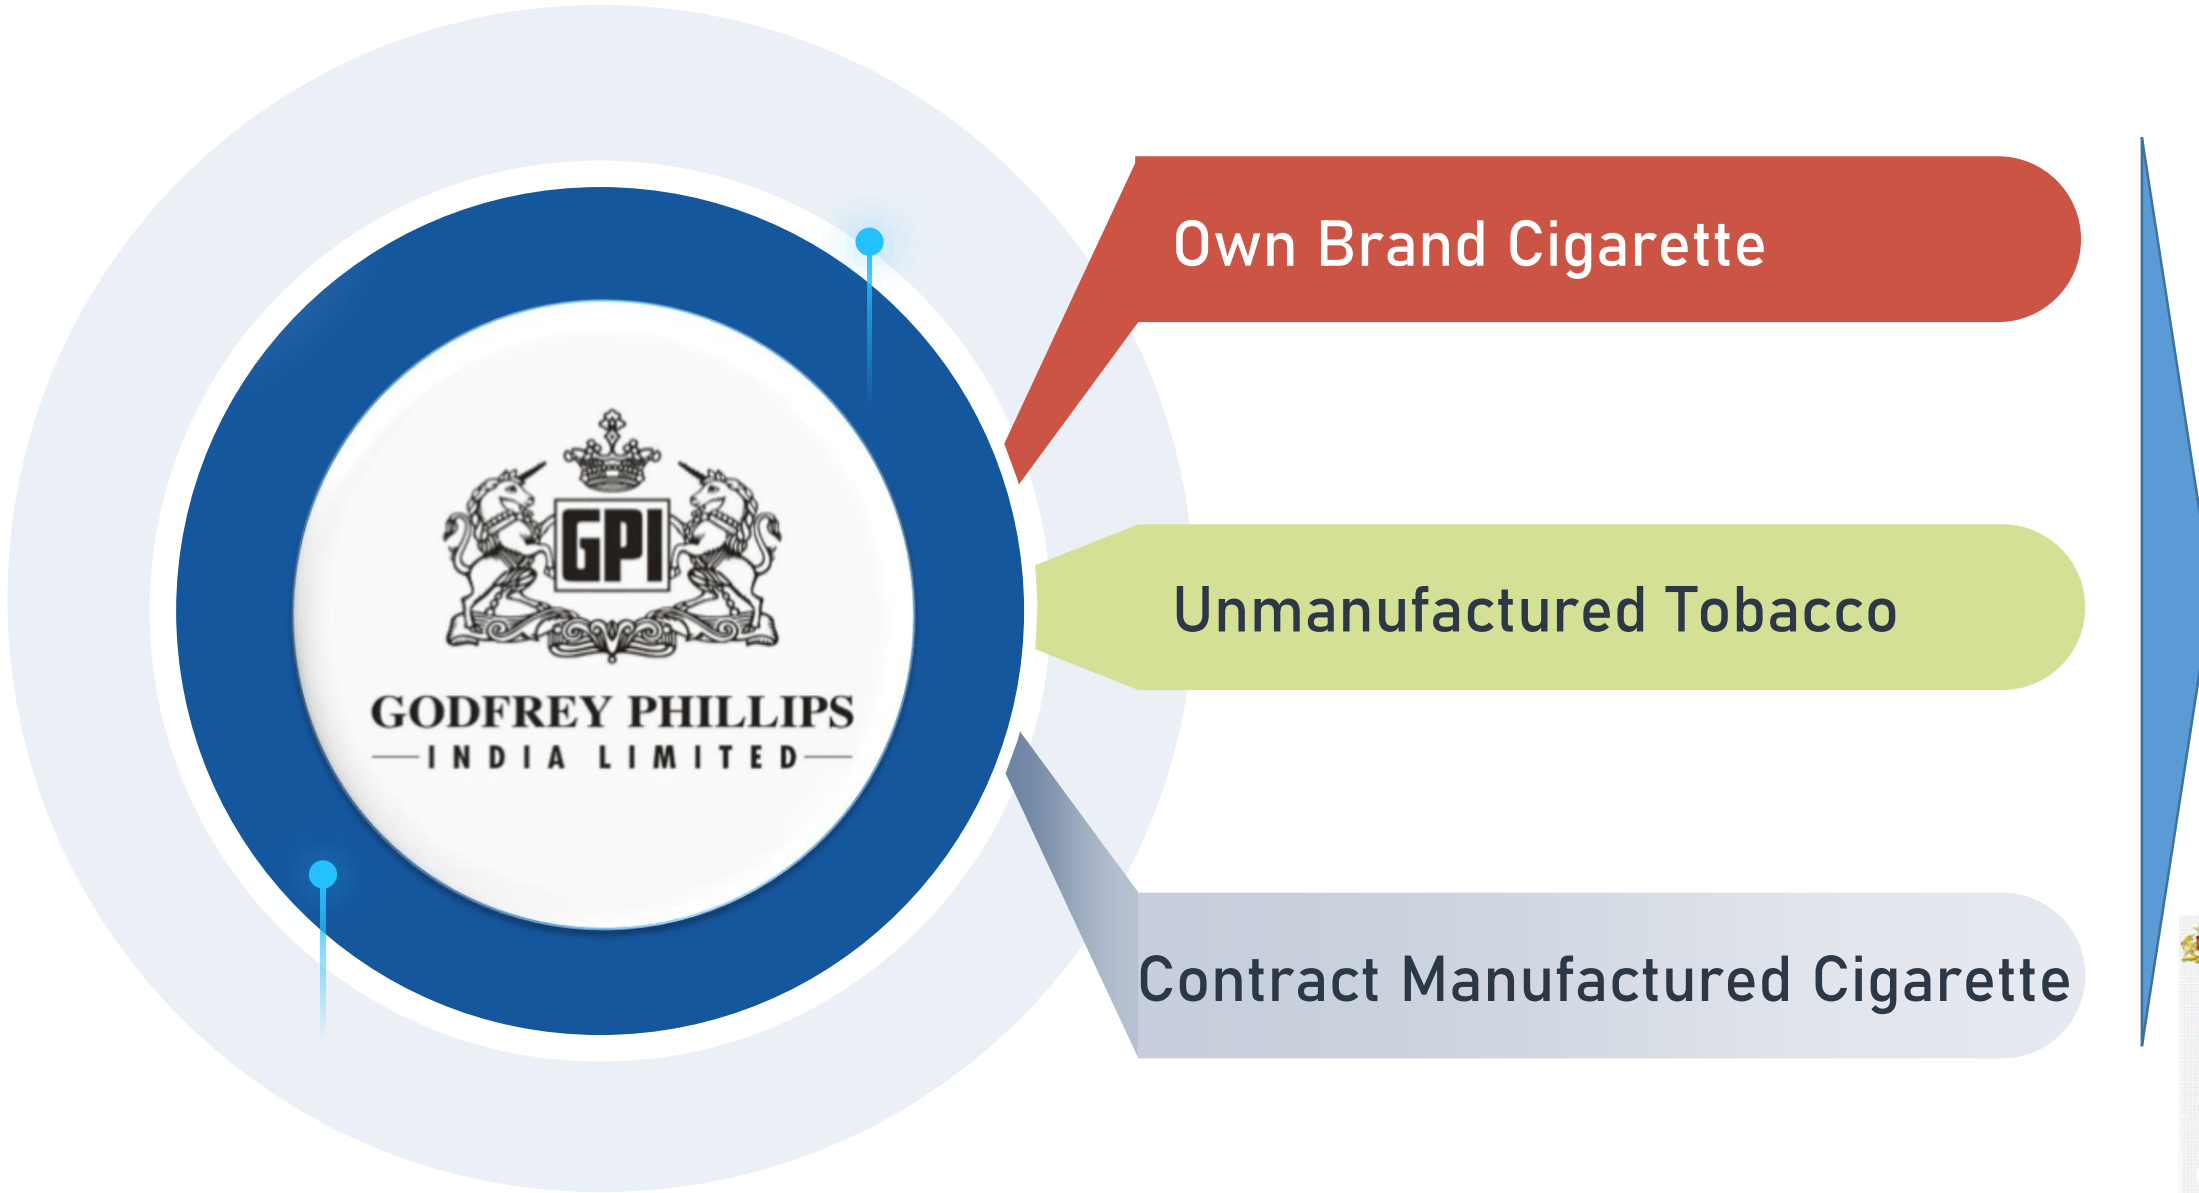 GPI
GODFREY PHILLIPS
INDIA LIMITED
Own Brand Cigarette
Unmanufactured Tobacco
Contract Manufactured Cigarette